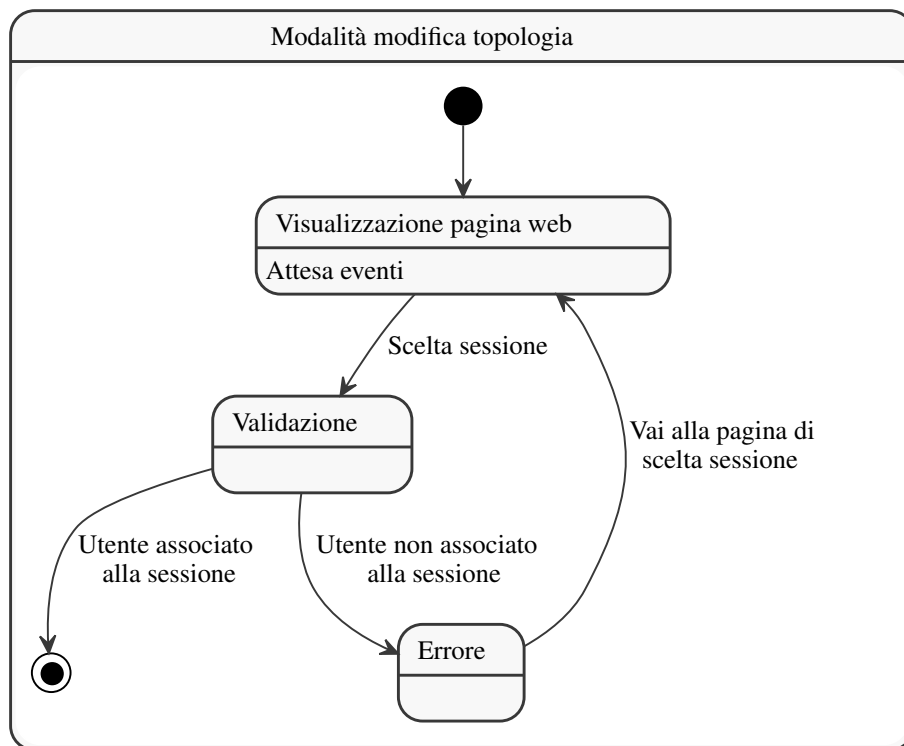 Modalità modifica topologia
Visualizzazione pagina web
Attesa eventi
Scelta sessione
Validazione
Vai alla pagina di
scelta sessione
Utente associato
alla sessione
Utente non associato
alla sessione
Errore